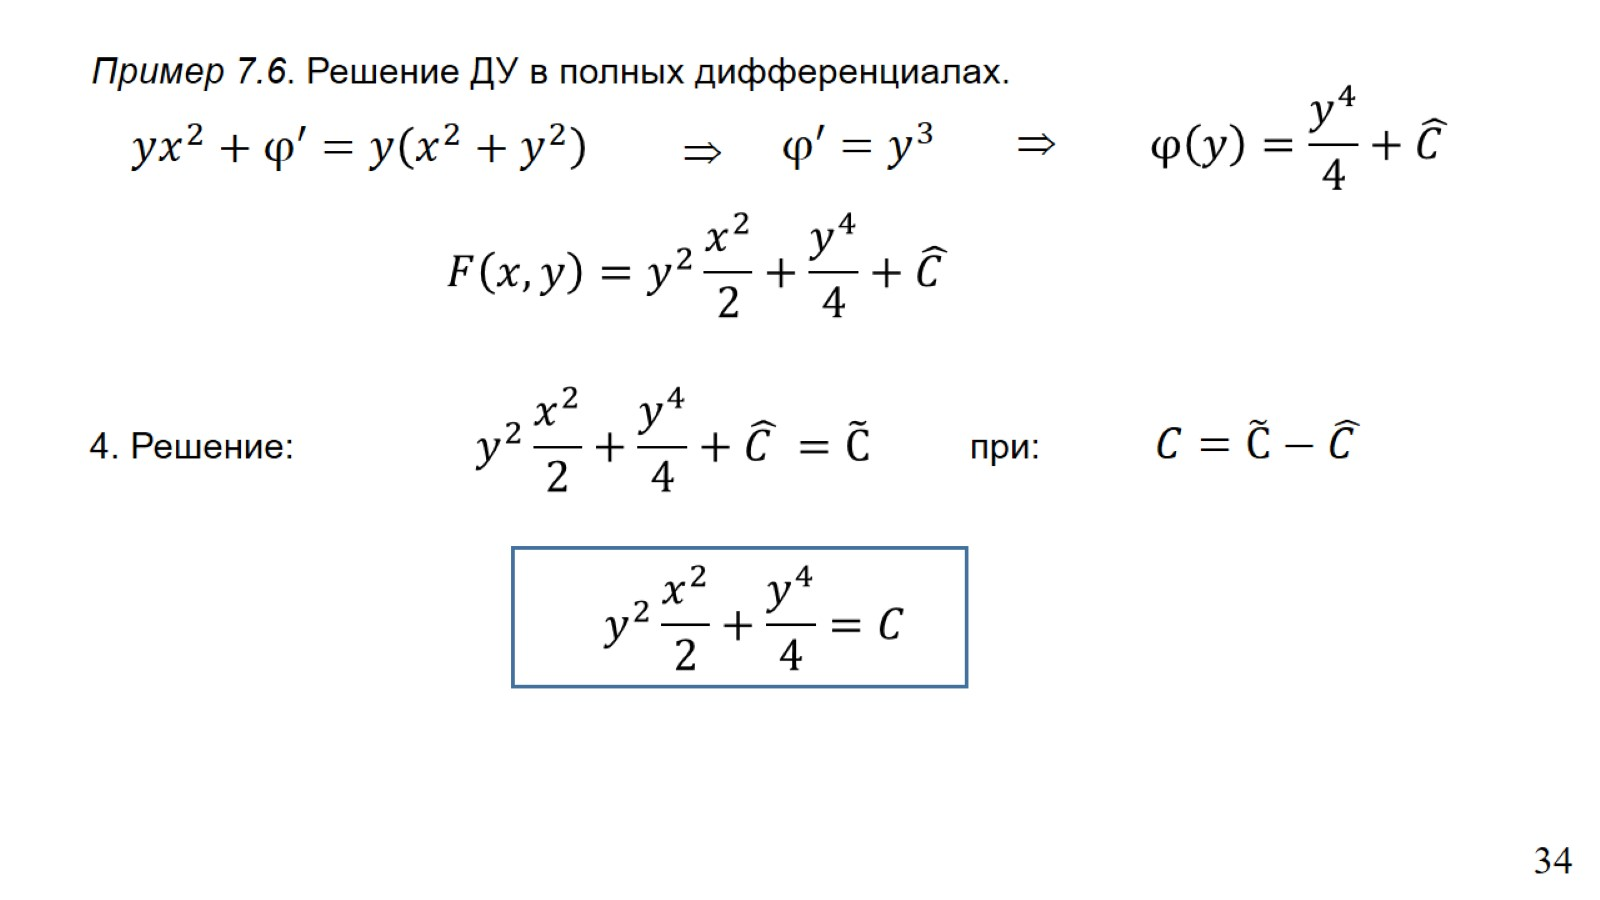 Пример 7.6. Решение ДУ в полных дифференциалах.
yx² + φ′ = y(x² + y²) ⇒ φ′ = y³ ⇒ φ(y) = y⁴/4 + Ĉ
F(x, y) = y² x²/2 + y⁴/4 + Ĉ
4. Решение: y² x²/2 + y⁴/4 + Ĉ = C̃ при: C = C̃ − Ĉ
y² x²/2 + y⁴/4 = C
34